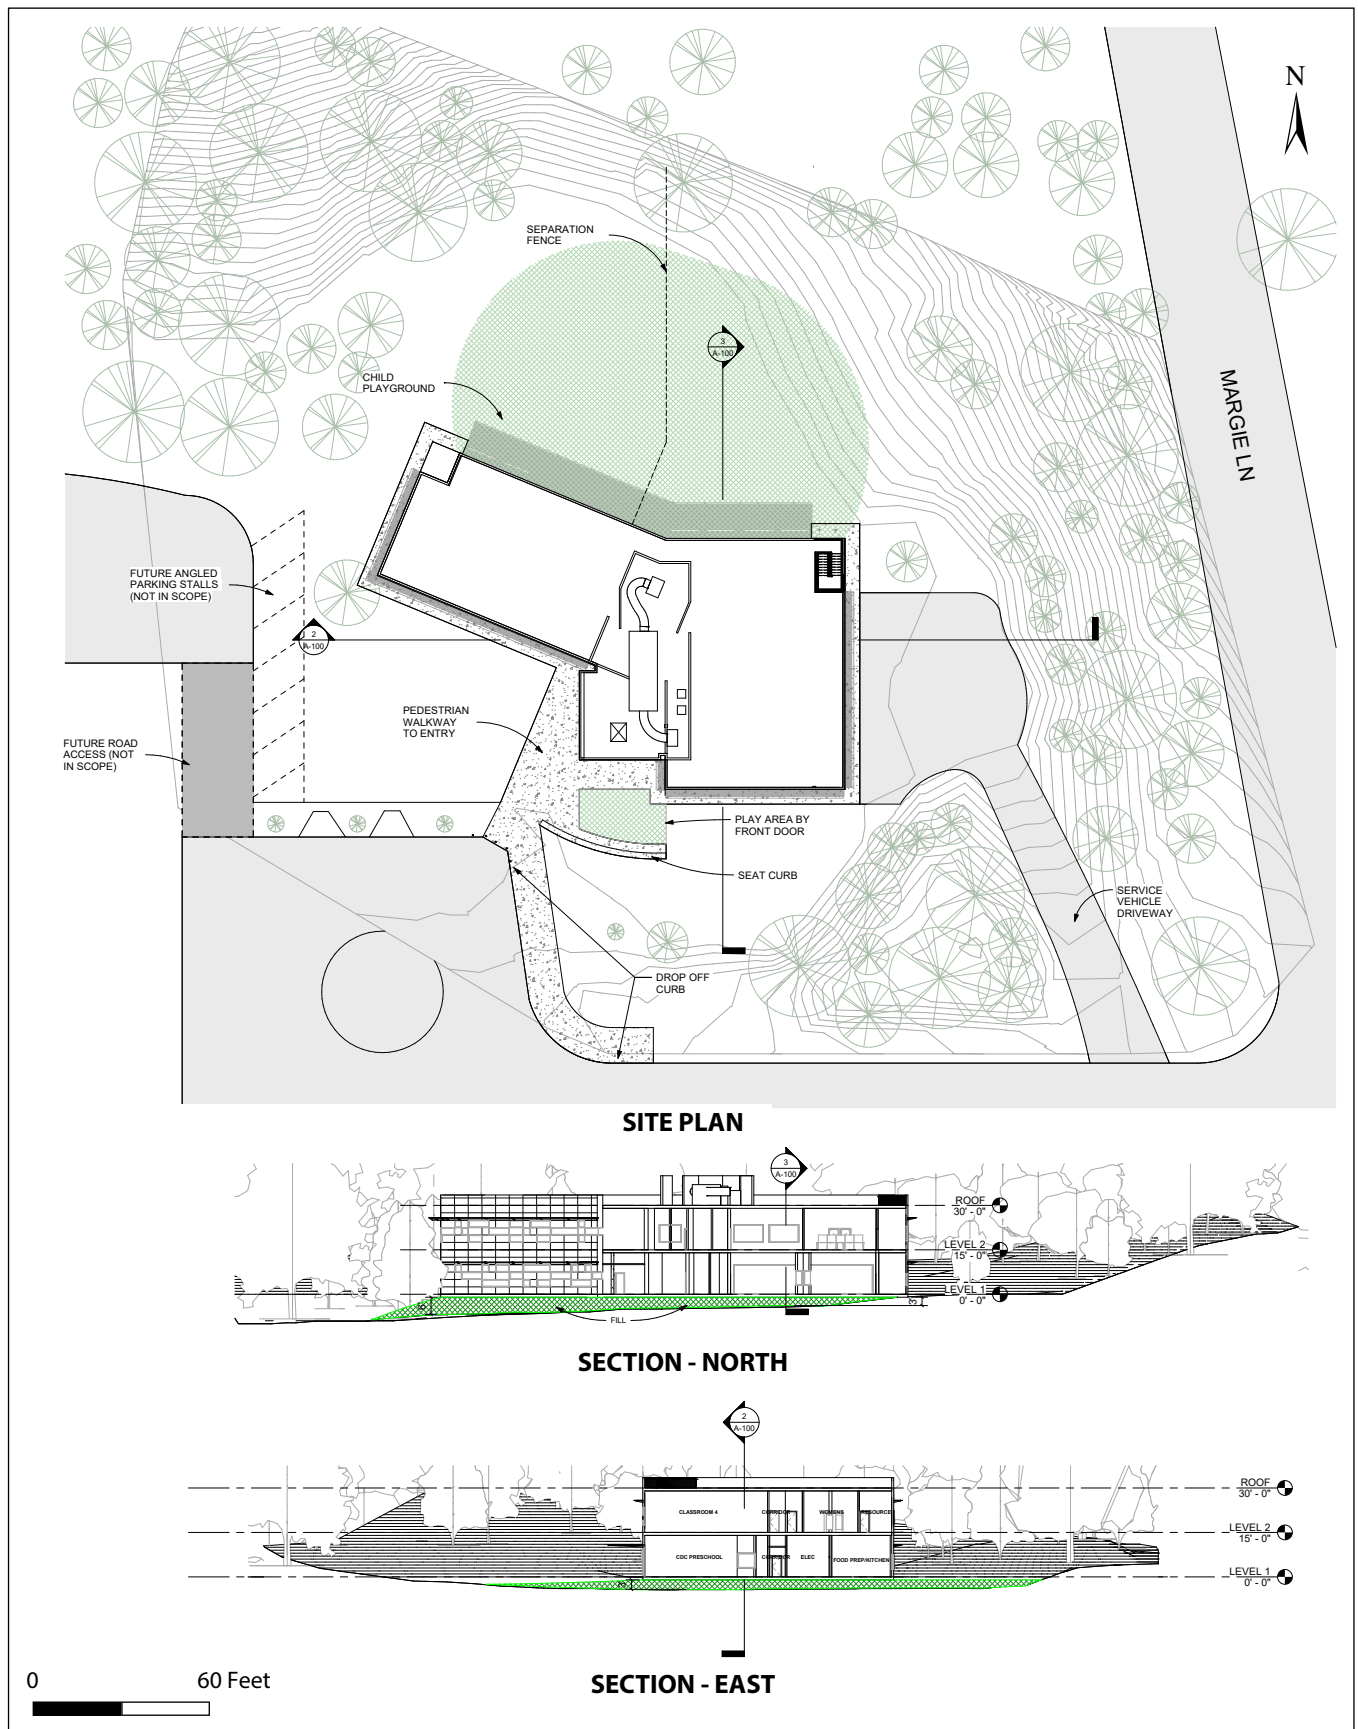 N
SEPARATION
FENCE
3
A-100
CHILD
PLAYGROUND
MARGIE LN
FUTURE ANGLED
PARKING STALLS
(NOT IN SCOPE)
2
A-100
PEDESTRIAN
WALKWAY
TO ENTRY
FUTURE ROAD
ACCESS (NOT
IN SCOPE)
PLAY AREA BY
FRONT DOOR
SEAT CURB
SERVICE
VEHICLE
DRIVEWAY
DROP OFF
CURB
SITE PLAN
3
A-100
ROOF
30' - 0"
LEVEL 2
15' - 0"
LEVEL 1
0' - 0"
6'
3'
FILL
SECTION - NORTH
2
A-100
ROOF
30' - 0"
CLASSROOM 4
CORRIDOR
WOMENS
RESOURCE
LEVEL 2
15' - 0"
CDC PRESCHOOL
CORRIDOR
ELEC
FOOD PREP/KITCHEN
LEVEL 1
0' - 0"
3'
SECTION - EAST
0
60 Feet